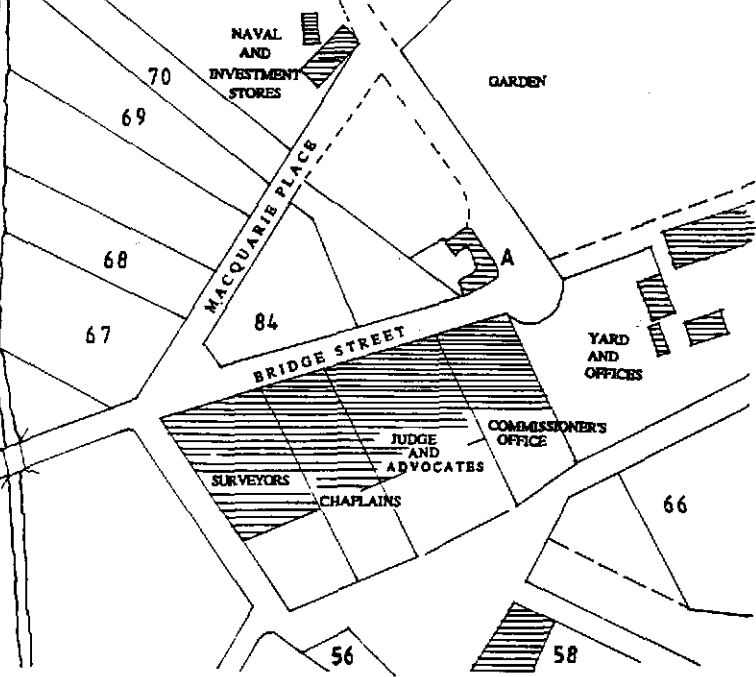 NAVAL
AND
INVESTMENT
STORES
GARDEN
70
69
MACQUARIE PLACE
68
A
84
67
BRIDGE STREET
YARD
AND
OFFICES
COMMISSIONER'S
OFFICE
JUDGE
AND
ADVOCATES
SURVEYORS
CHAPLAINS
66
56
58